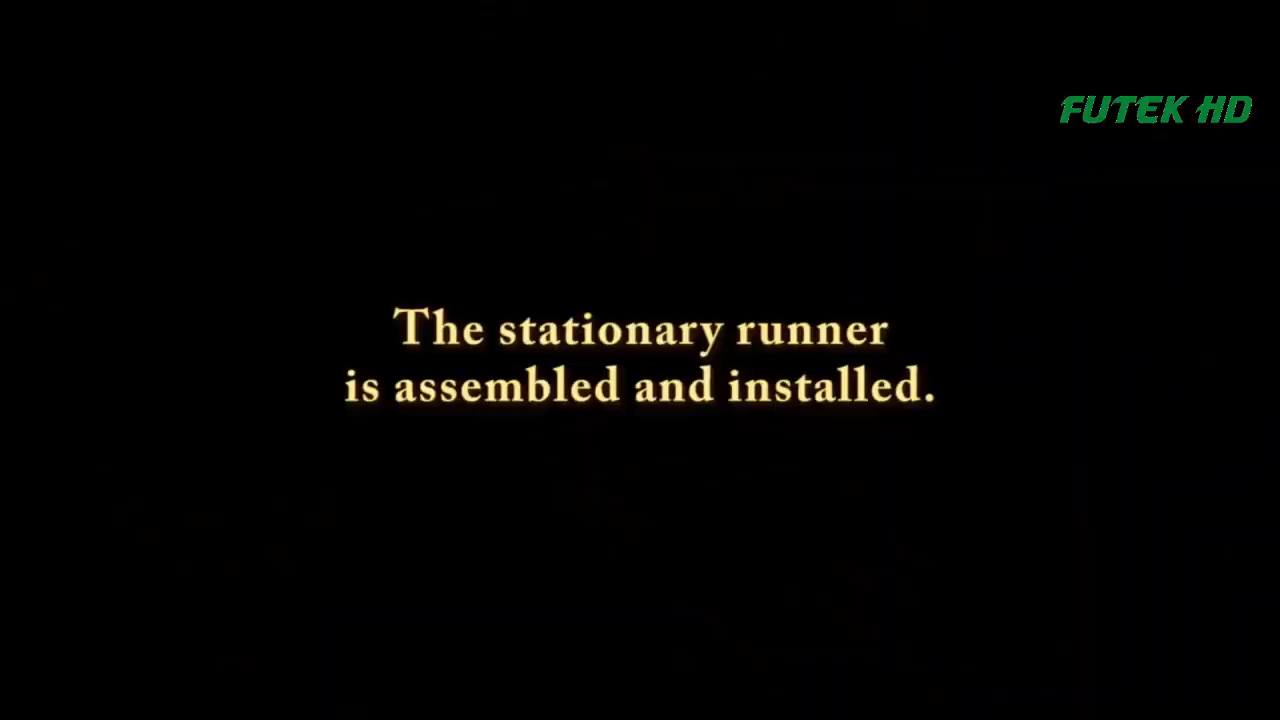 FUTEK HD
The stationary runner
is assembled and installed.